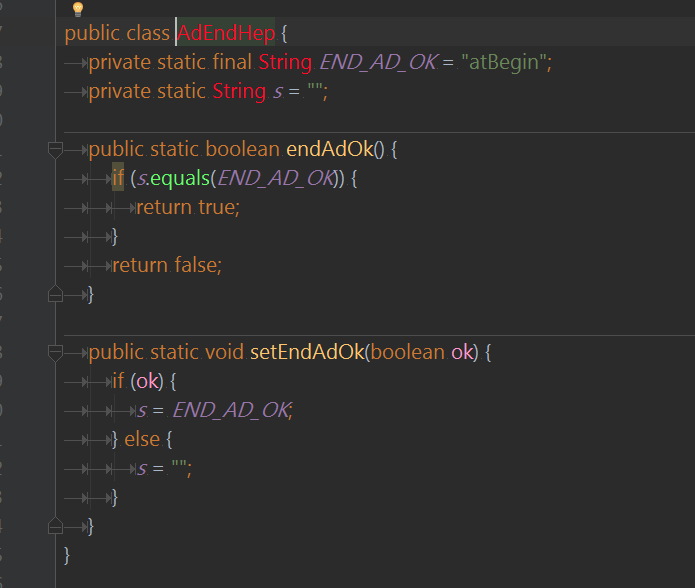 public class AdEndHep {
private static final String END_AD_OK = "atBegin";
private static String s = "";
public static boolean endAdOk() {
if (s.equals(END_AD_OK)) {
return true;
}
return false;
}
public static void setEndAdOk(boolean ok) {
if (ok) {
s = END_AD_OK;
} else {
s = "";
}
}
}